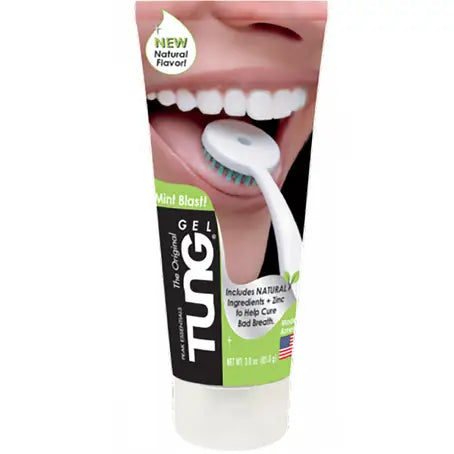 NEW
Natural
Flavor!
Mint Blast!
GEL
The Original
TUNG®
PEAK ESSENTIALS
Includes NATURAL
Ingredients + Zinc
to Help Cure
Bad Breath.
NET WT. 3.0 oz